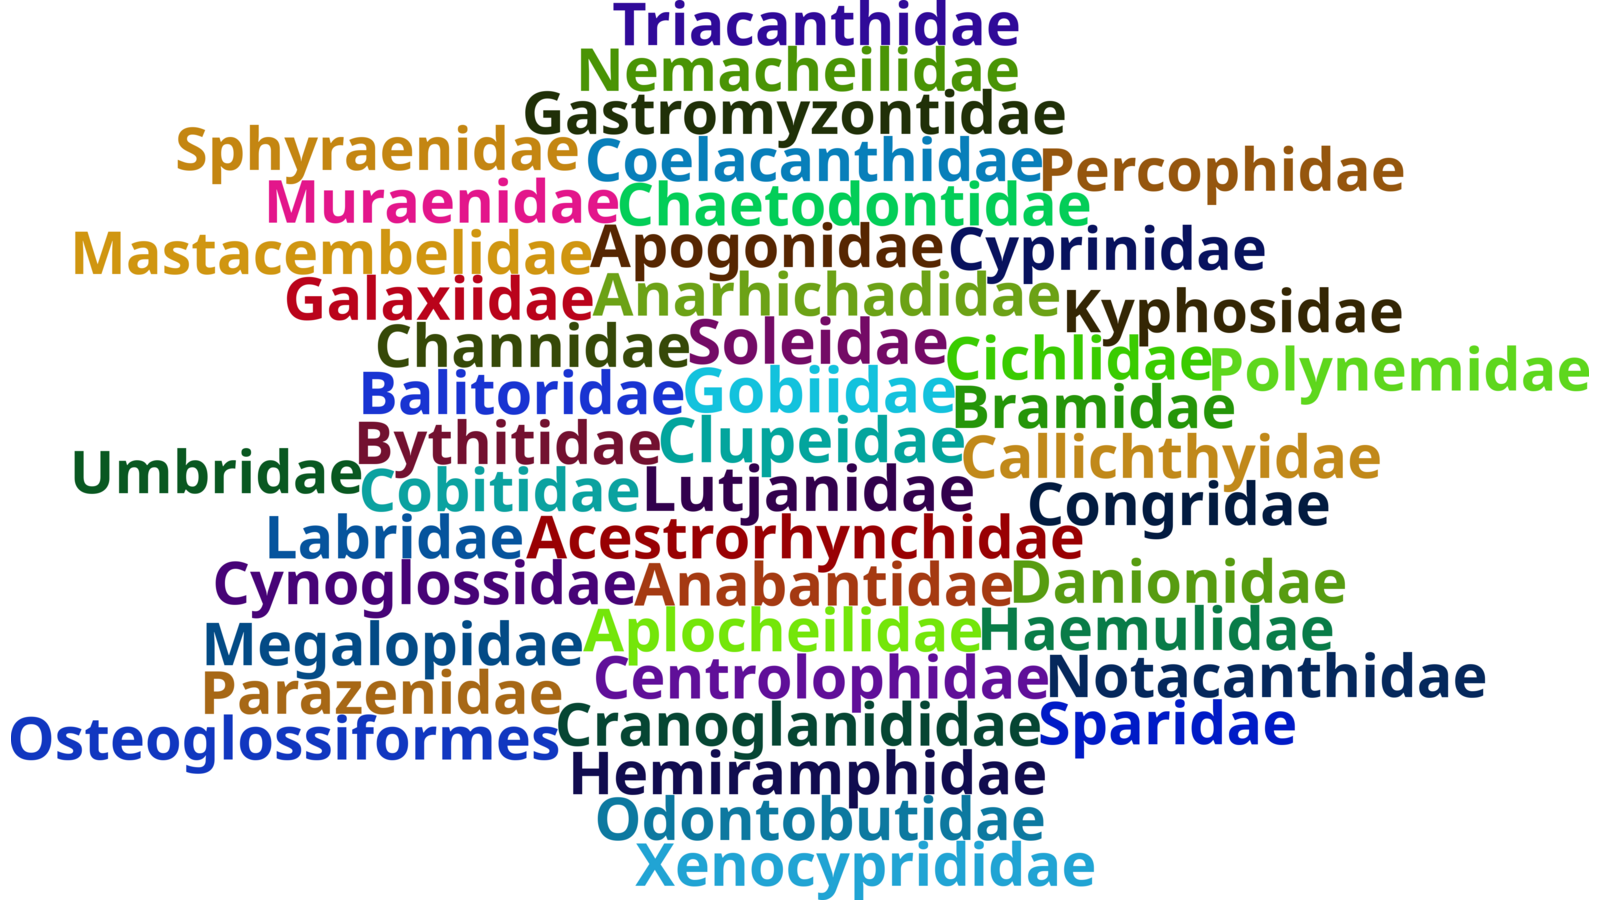 Triacanthidae
Nemacheilidae
Gastromyzontidae
Sphyraenidae Coelacanthidae Percophidae
Muraenidae Chaetodontidae
Mastacembelidae Apogonidae Cyprinidae
Galaxiidae Anarhichadidae Kyphosidae
Channidae Soleidae Cichlidae Polynemidae
Balitoridae Gobiidae Bramidae
Bythitidae Clupeidae Callichthyidae
Umbridae Cobitidae Lutjanidae Congridae
Labridae Acestrorhynchidae
Cynoglossidae Anabantidae Danionidae
Megalopidae Aplocheilidae Haemulidae
Parazenidae Centrolophidae Notacanthidae
Osteoglossiformes Cranoglanididae Sparidae
Hemiramphidae
Odontobutidae
Xenocyprididae